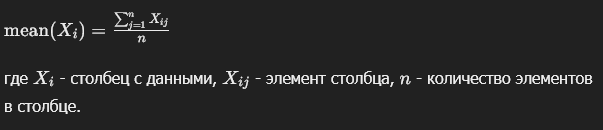 mean(X_i) = \frac{\sum_{j=1}^{n} X_{ij}}{n}
где X_i - столбец с данными, X_{ij} - элемент столбца, n - количество элементов
в столбце.